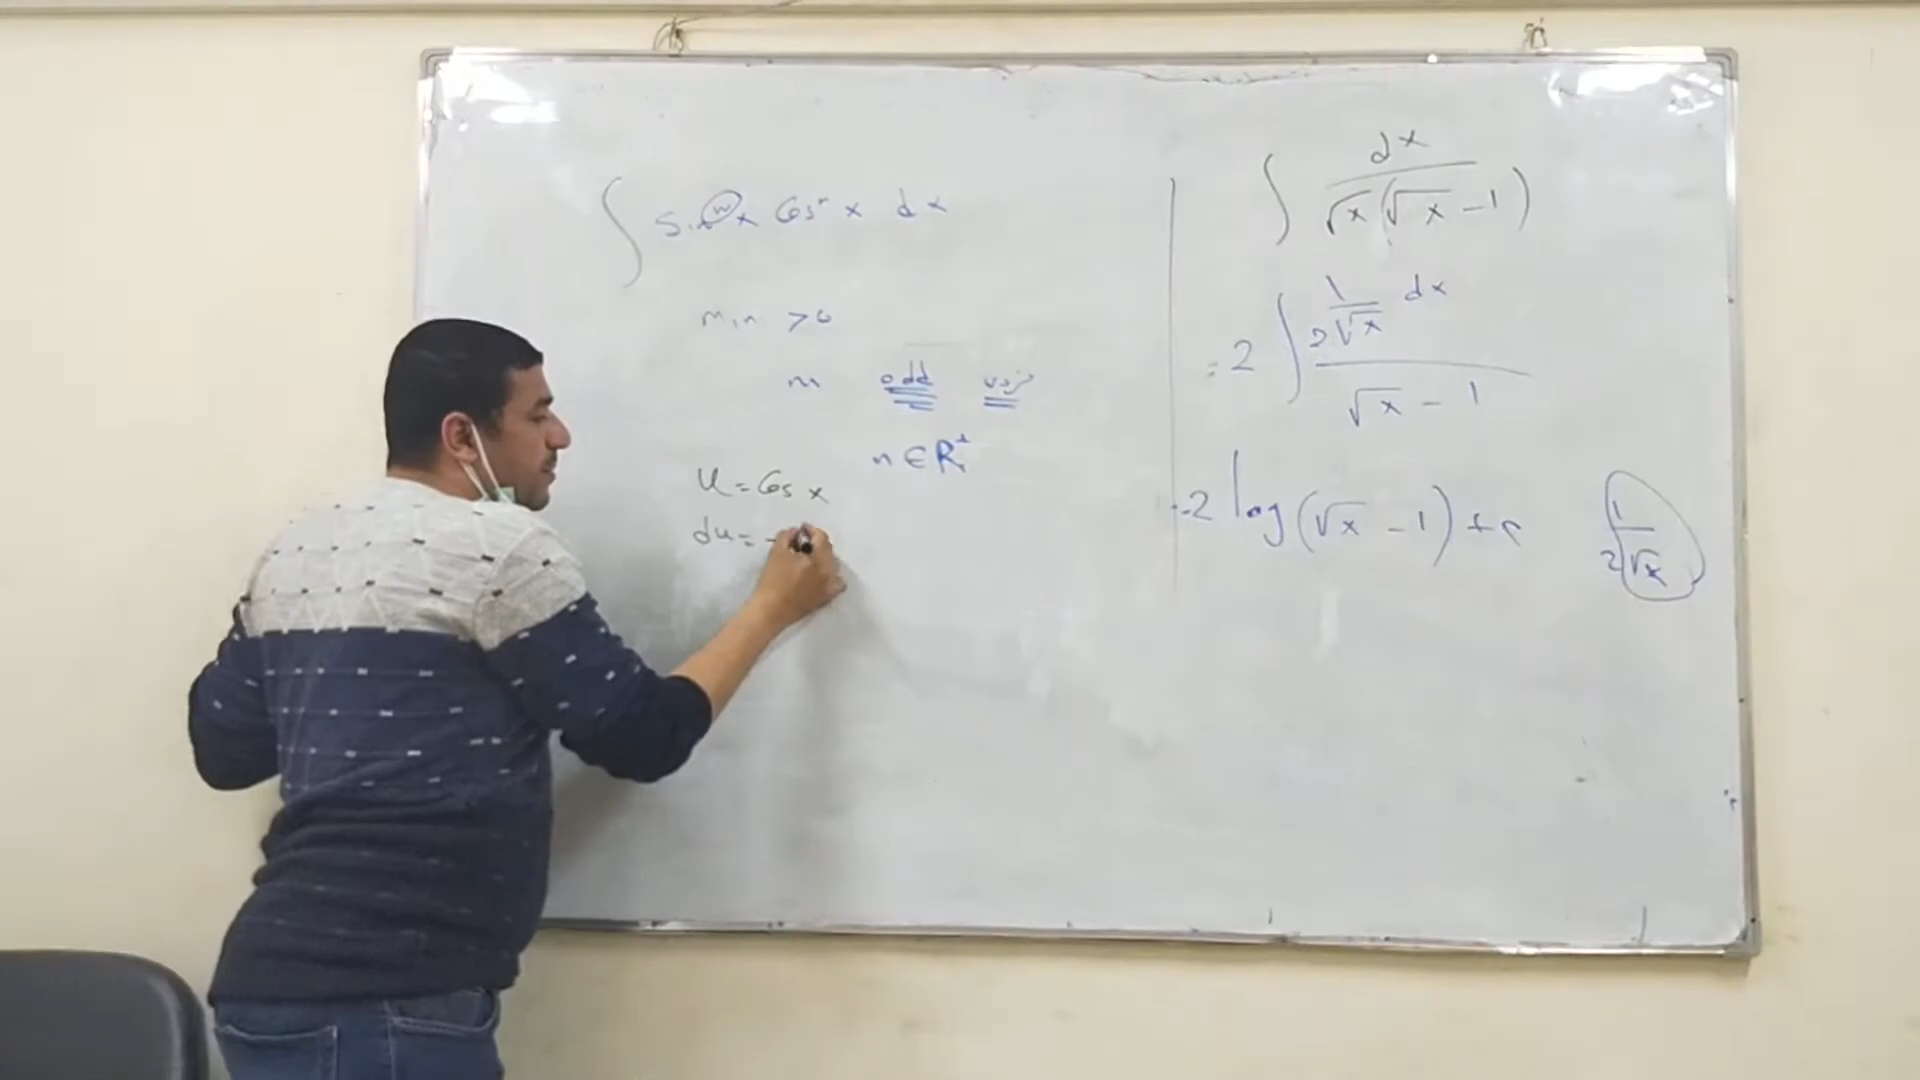 ∫ sin^m x cos^n x dx
m, n > 0
m odd فردي
n ∈ R^+
u = cos x
du = -
∫ dx / (√x(√x - 1))
= 2 ∫ (1/(2√x) dx) / (√x - 1)
= 2 log(√x - 1) + c
1/(2√x)